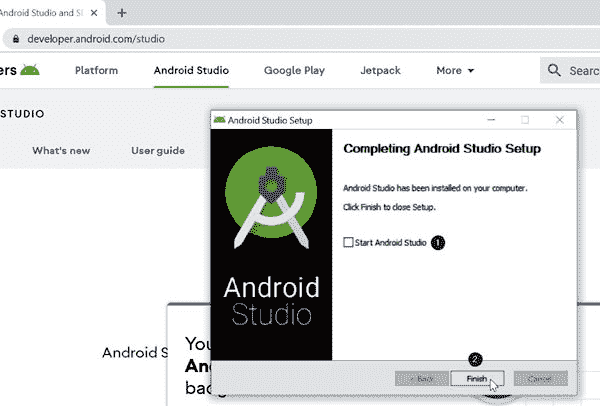 Android Studio and S
developer.android.com/studio
ers Platform Android Studio Google Play Jetpack More Searc
STUDIO
What's new User guide
Android Studio Setup
Completing Android Studio Setup
Android Studio has been installed on your computer.
Click Finish to close Setup.
Start Android Studio 1
Android
Studio
You
Android S
An
bad
2
< Back Finish Cancel